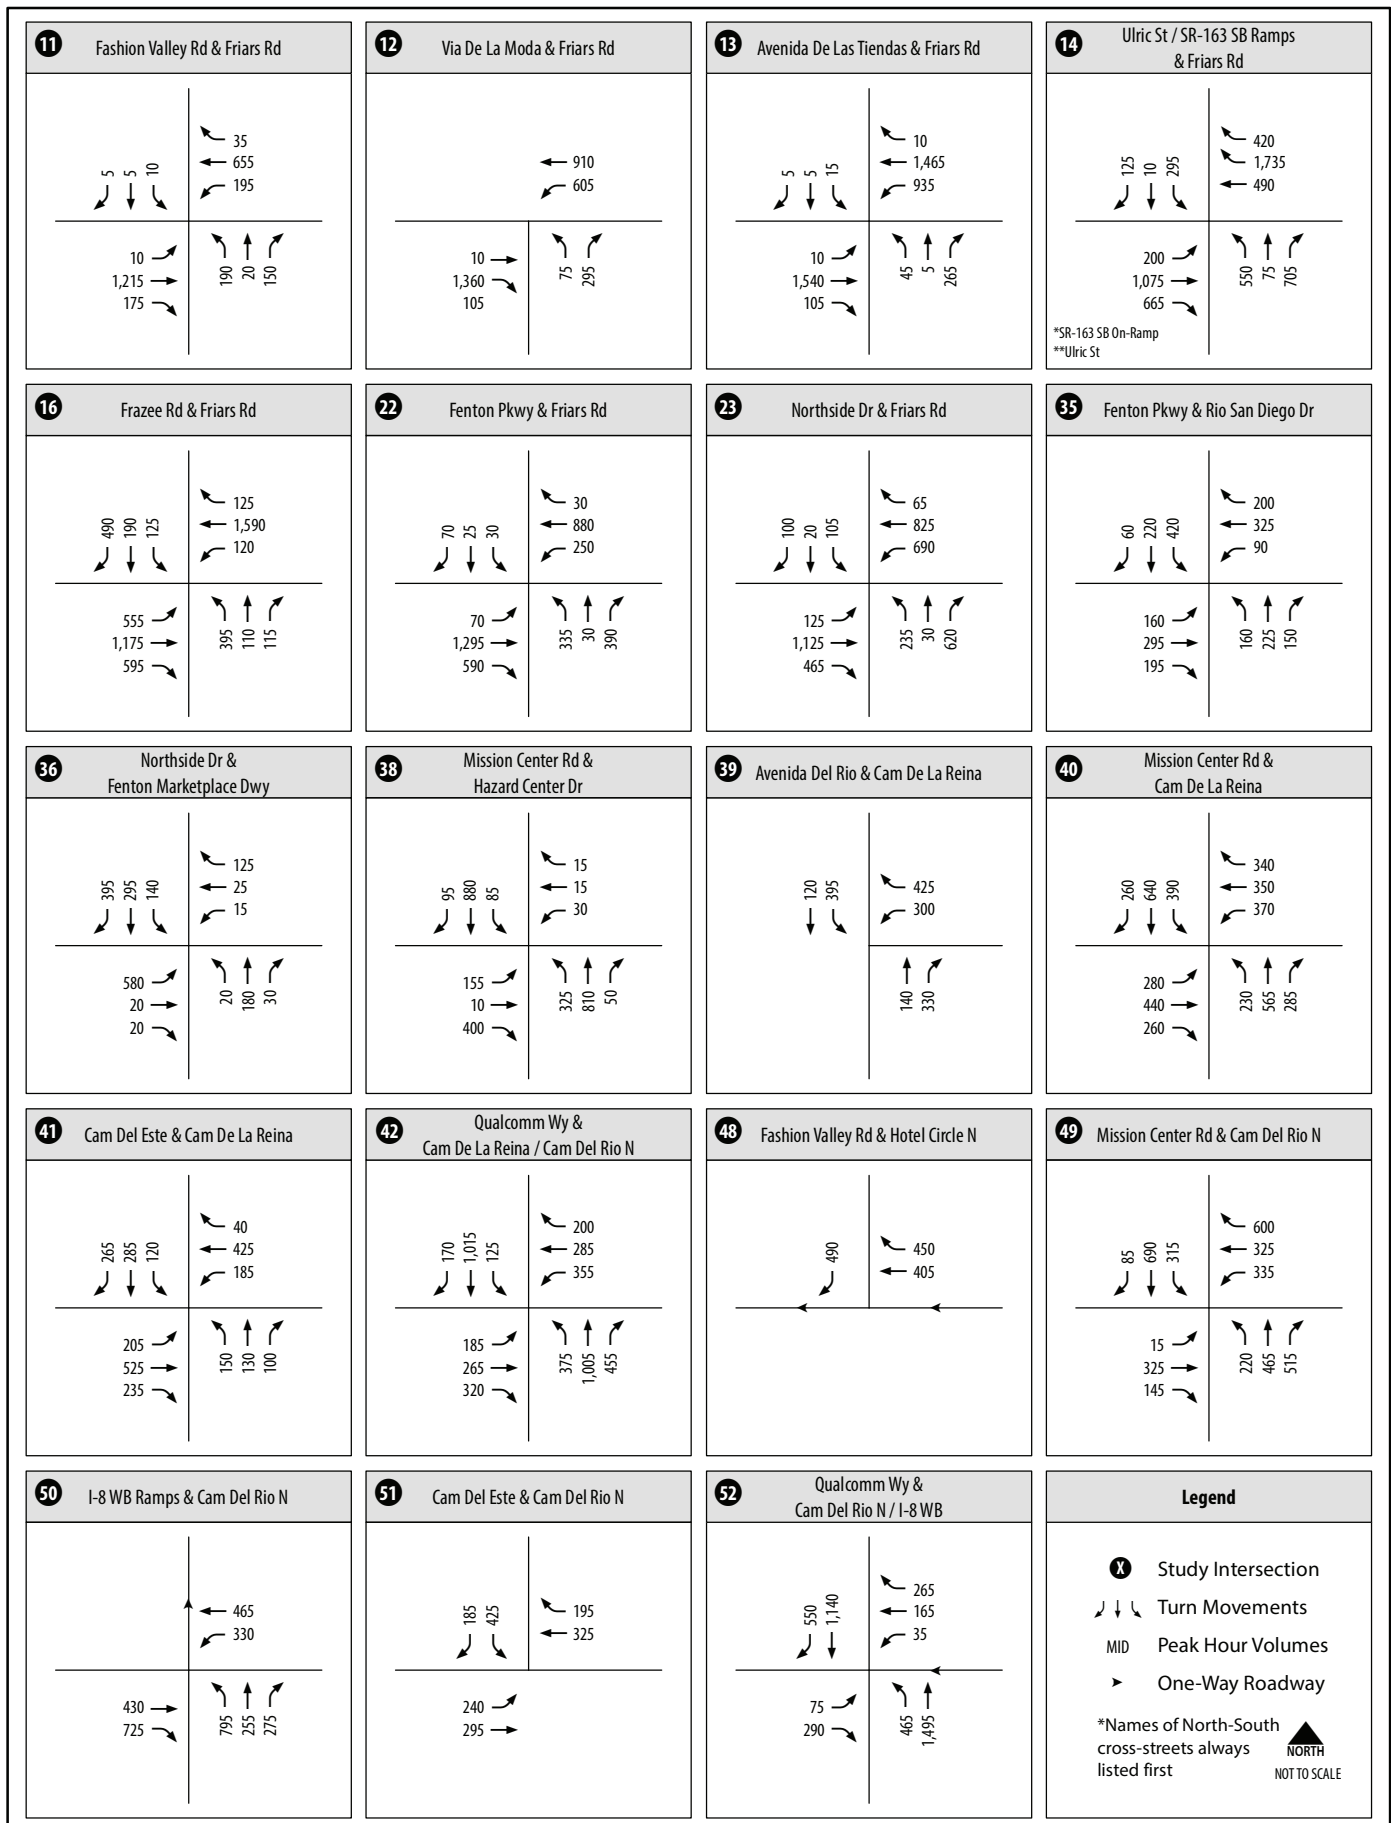 11 Fashion Valley Rd & Friars Rd
35
655
195
5 5 10
10
1,215
175
190 20 150
12 Via De La Moda & Friars Rd
910
605
10
1,360
105
75 295
13 Avenida De Las Tiendas & Friars Rd
10
1,465
935
5 5 15
10
1,540
105
45 5 265
14 Ulric St / SR-163 SB Ramps
& Friars Rd
420
1,735
490
125 10 295
200
1,075
665
550 75 705
*SR-163 SB On-Ramp
**Ulric St
16 Frazee Rd & Friars Rd
125
1,590
120
490 190 125
555
1,175
595
395 110 115
22 Fenton Pkwy & Friars Rd
30
880
250
70 25 30
70
1,295
590
335 30 390
23 Northside Dr & Friars Rd
65
825
690
100 20 105
125
1,125
465
235 30 620
35 Fenton Pkwy & Rio San Diego Dr
200
325
90
60 220 420
160
295
195
160 225 150
36 Northside Dr &
Fenton Marketplace Dwy
125
25
15
395 295 140
580
20
20
20 180 30
38 Mission Center Rd &
Hazard Center Dr
15
15
30
95 880 85
155
10
400
325 810 50
39 Avenida Del Rio & Cam De La Reina
425
300
120 395
140 330
40 Mission Center Rd &
Cam De La Reina
340
350
370
260 640 390
280
440
260
230 565 285
41 Cam Del Este & Cam De La Reina
40
425
185
265 285 120
205
525
235
150 130 100
42 Qualcomm Wy &
Cam De La Reina / Cam Del Rio N
200
285
355
170 1,015 125
185
265
320
375 1,005 455
48 Fashion Valley Rd & Hotel Circle N
450
405
490
49 Mission Center Rd & Cam Del Rio N
600
325
335
85 690 315
15
325
145
220 465 515
50 I-8 WB Ramps & Cam Del Rio N
465
330
430
725
795 255 275
51 Cam Del Este & Cam Del Rio N
195
325
185 425
240
295
52 Qualcomm Wy &
Cam Del Rio N / I-8 WB
265
165
35
550 1,140
75
290
465 1,495
Legend
X Study Intersection
Turn Movements
MID Peak Hour Volumes
One-Way Roadway
*Names of North-South
cross-streets always
listed first
NORTH
NOT TO SCALE